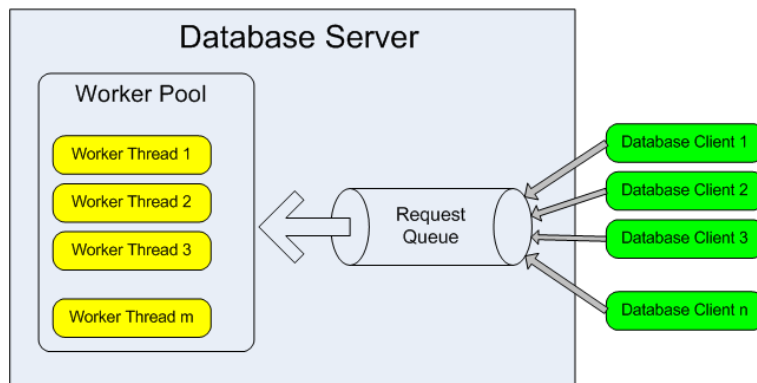 Database Server
Worker Pool
Worker Thread 1
Worker Thread 2
Worker Thread 3
Worker Thread m
Request
Queue
Database Client 1
Database Client 2
Database Client 3
Database Client n